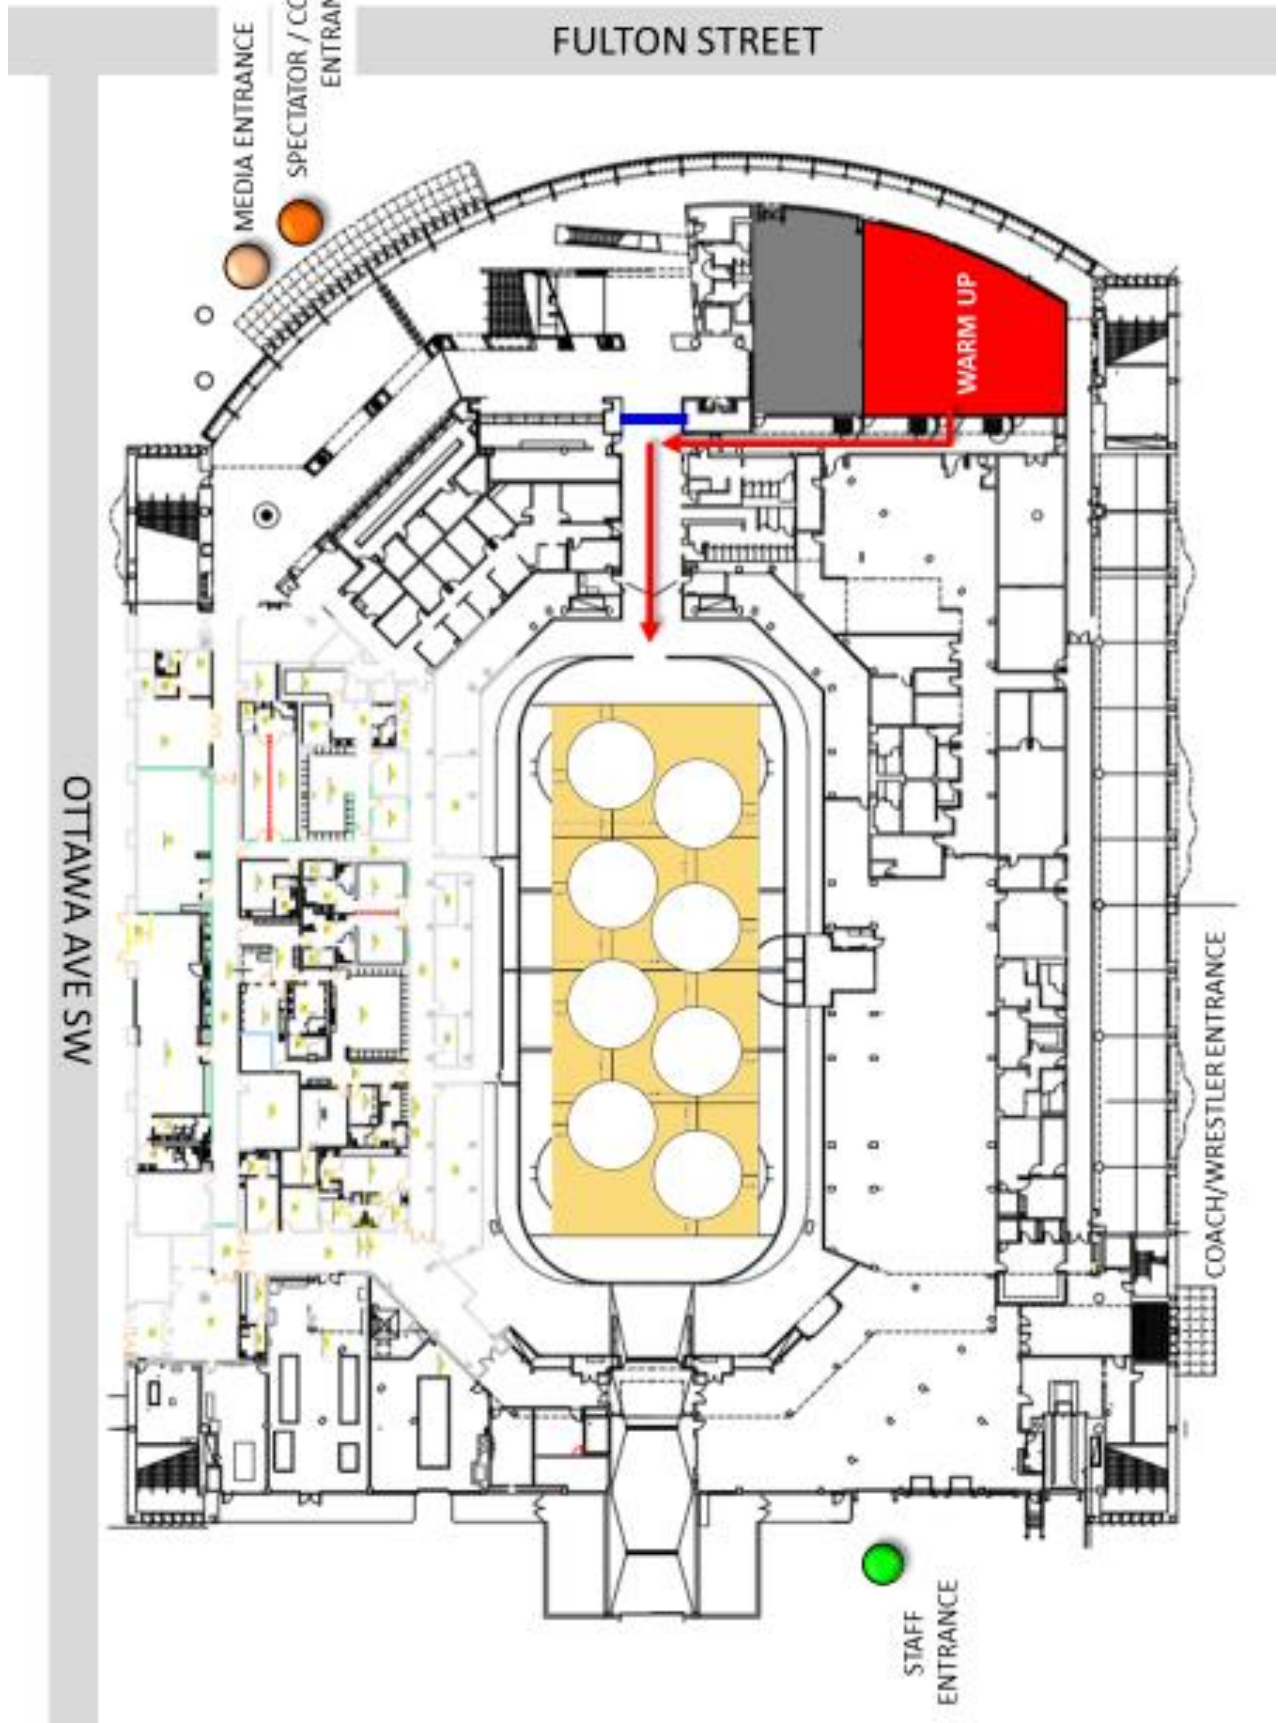 FULTON STREET
MEDIA ENTRANCE
SPECTATOR / CO
ENTRAN
WARM UP
OTTAWA AVE SW
COACH/WRESTLER ENTRANCE
STAFF
ENTRANCE